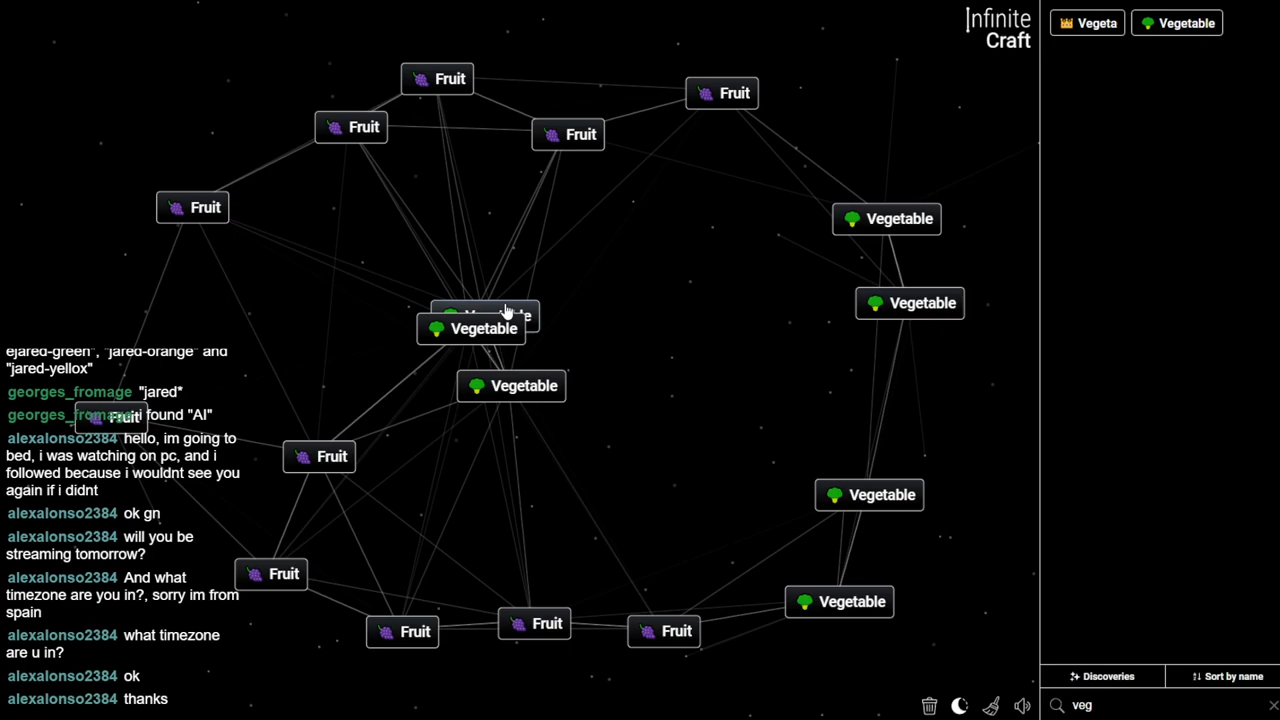 Infinite
Craft
Vegeta
Vegetable
Fruit
Fruit
Fruit
Fruit
Fruit
Vegetable
Vegetable
Vegetable
Vegetable
Fruit
Fruit
Vegetable
Fruit
Vegetable
Fruit
Fruit
Fruit
ejared-green", "jared-orange" and
"jared-yellox"
georges_fromage "jared*
georges_fromage i found "AI"
alexalonso2384 hello, im going to
bed, i was watching on pc, and i
followed because i wouldnt see you
again if i didnt
alexalonso2384 ok gn
alexalonso2384 will you be
streaming tomorrow?
alexalonso2384 And what
timezone are you in?, sorry im from
spain
alexalonso2384 what timezone
are u in?
alexalonso2384 ok
alexalonso2384 thanks
Discoveries
Sort by name
veg